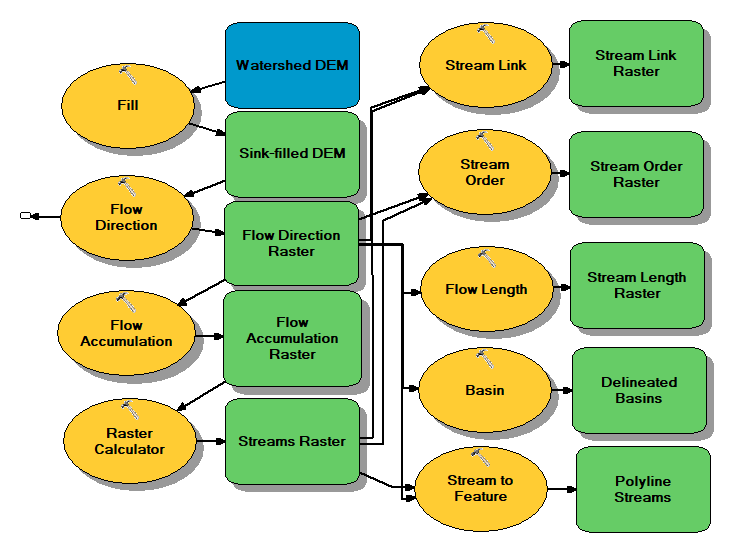 Watershed DEM
Fill
Sink-filled DEM
Flow
Direction
Flow Direction
Raster
Flow
Accumulation
Flow
Accumulation
Raster
Raster
Calculator
Streams Raster
Stream Link
Stream Link
Raster
Stream
Order
Stream Order
Raster
Flow Length
Stream Length
Raster
Basin
Delineated
Basins
Stream to
Feature
Polyline
Streams